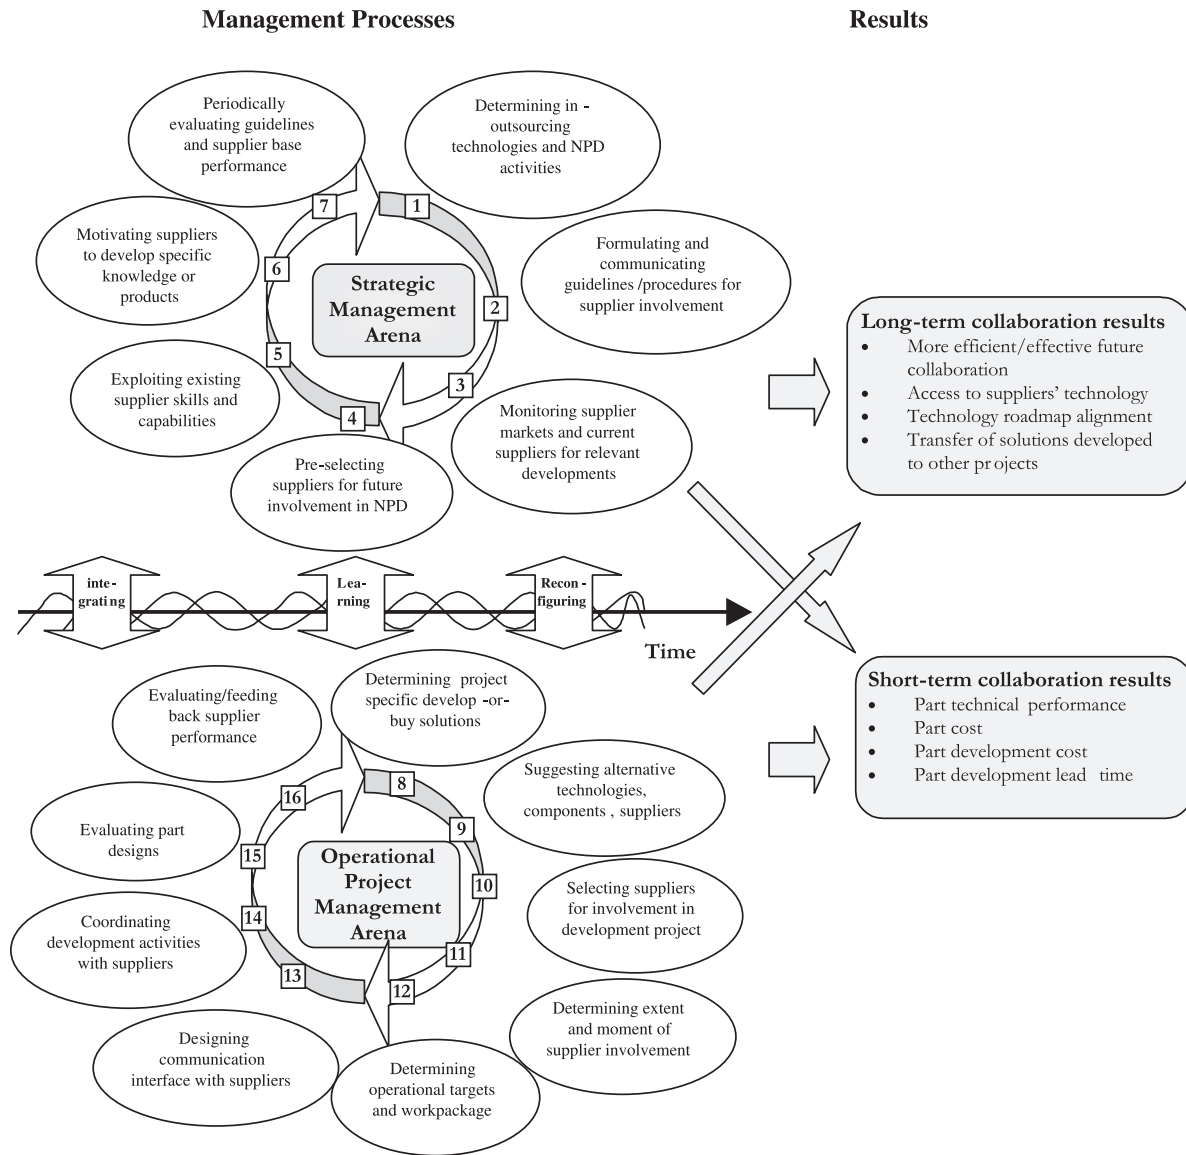 Management Processes
Results
Periodically
evaluating guidelines
and supplier base
performance
Determining in -
outsourcing
technologies and NPD
activities
7
1
Motivating suppliers
to develop specific
knowledge or
products
Formulating and
communicating
guidelines /procedures for
supplier involvement
6
2
Strategic
Management
Arena
5
3
4
Exploiting existing
supplier skills and
capabilities
Monitoring supplier
markets and current
suppliers for relevant
developments
Pre-selecting
suppliers for future
involvement in NPD
Long-term collaboration results
• More efficient/effective future
collaboration
• Access to suppliers’ technology
• Technology roadmap alignment
• Transfer of solutions developed
to other projects
inte-
grating
Lea-
rning
Recon-
figuring
Time
Evaluating/feeding
back supplier
performance
Determining project
specific develop -or-
buy solutions
Short-term collaboration results
• Part technical performance
• Part cost
• Part development cost
• Part development lead time
16
8
Suggesting alternative
technologies,
components , suppliers
Evaluating part
designs
15
9
Operational
Project
Management
Arena
10
Selecting suppliers
for involvement in
development project
14
11
Coordinating
development activities
with suppliers
13
12
Determining extent
and moment of
supplier involvement
Designing
communication
interface with suppliers
Determining
operational targets
and workpackage